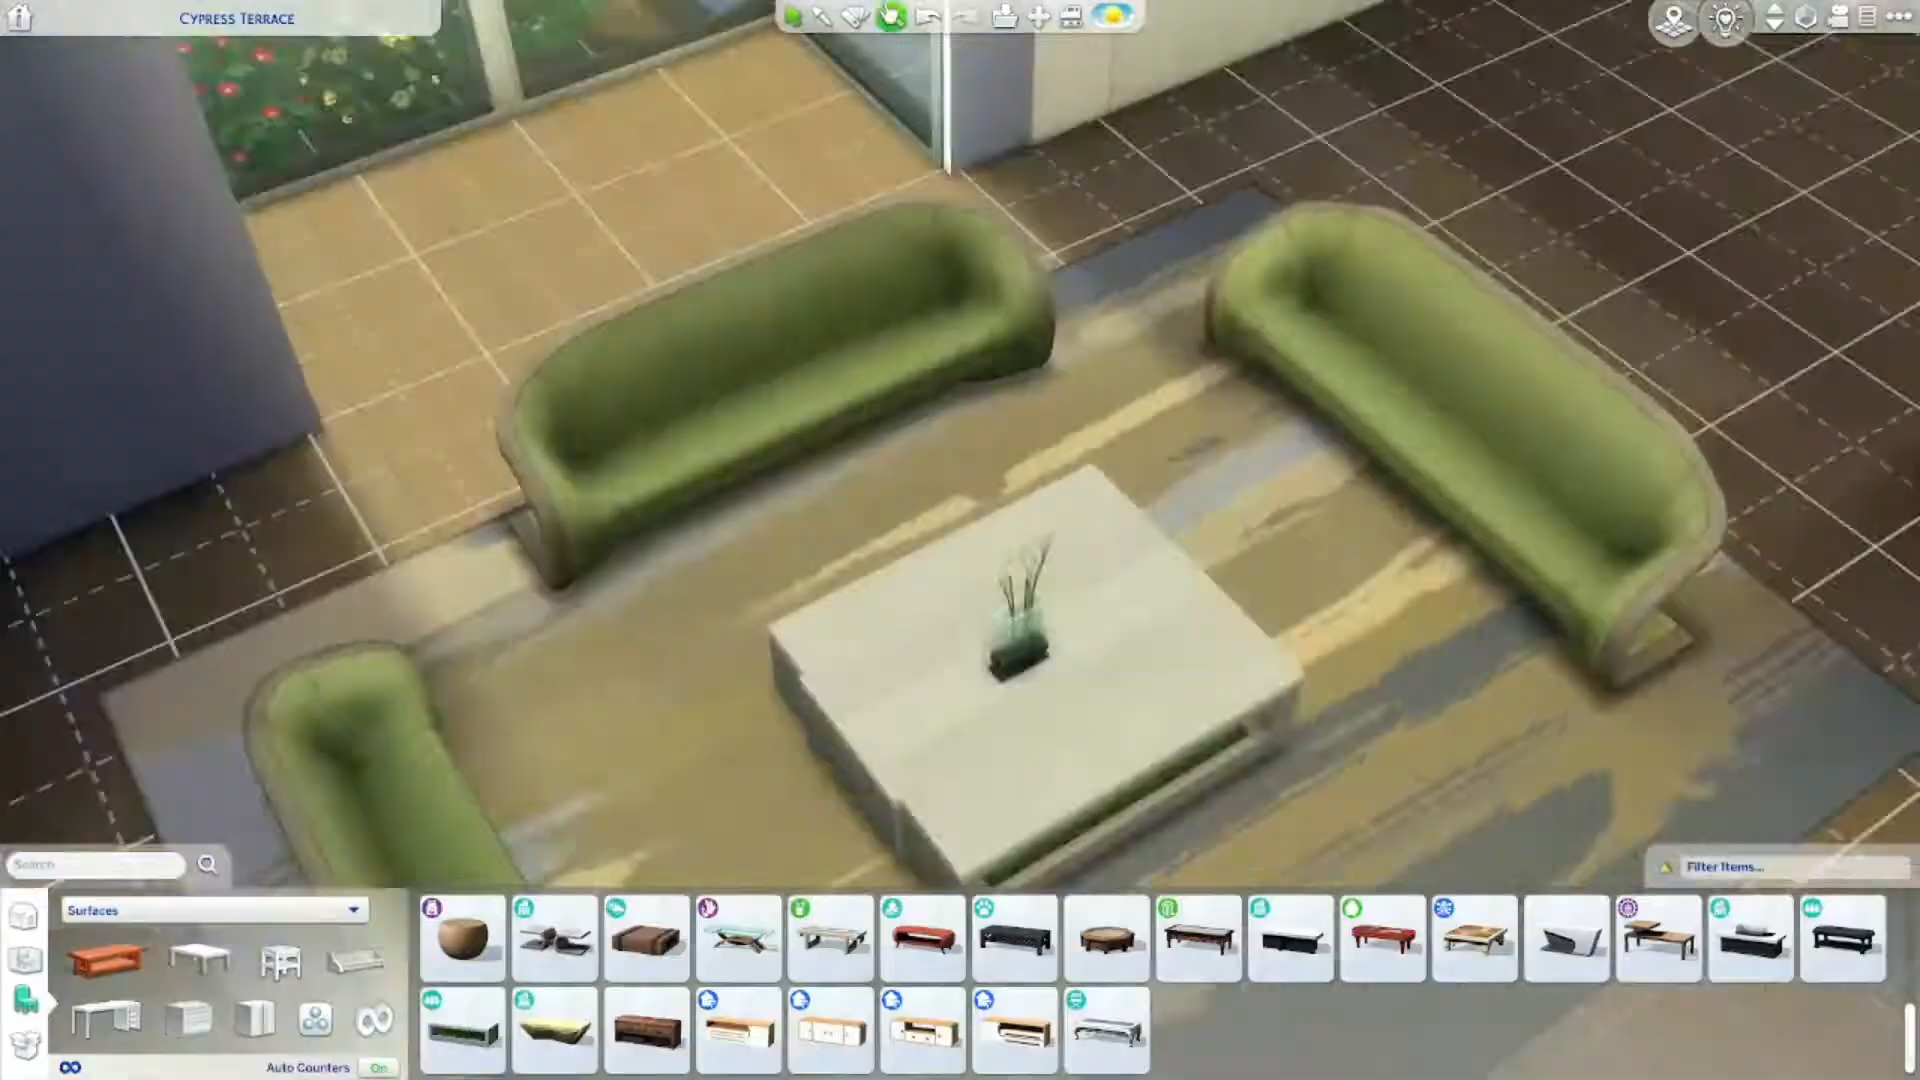 CYPRESS TERRACE
Search
Filter Items...
Surfaces
Auto Counters On